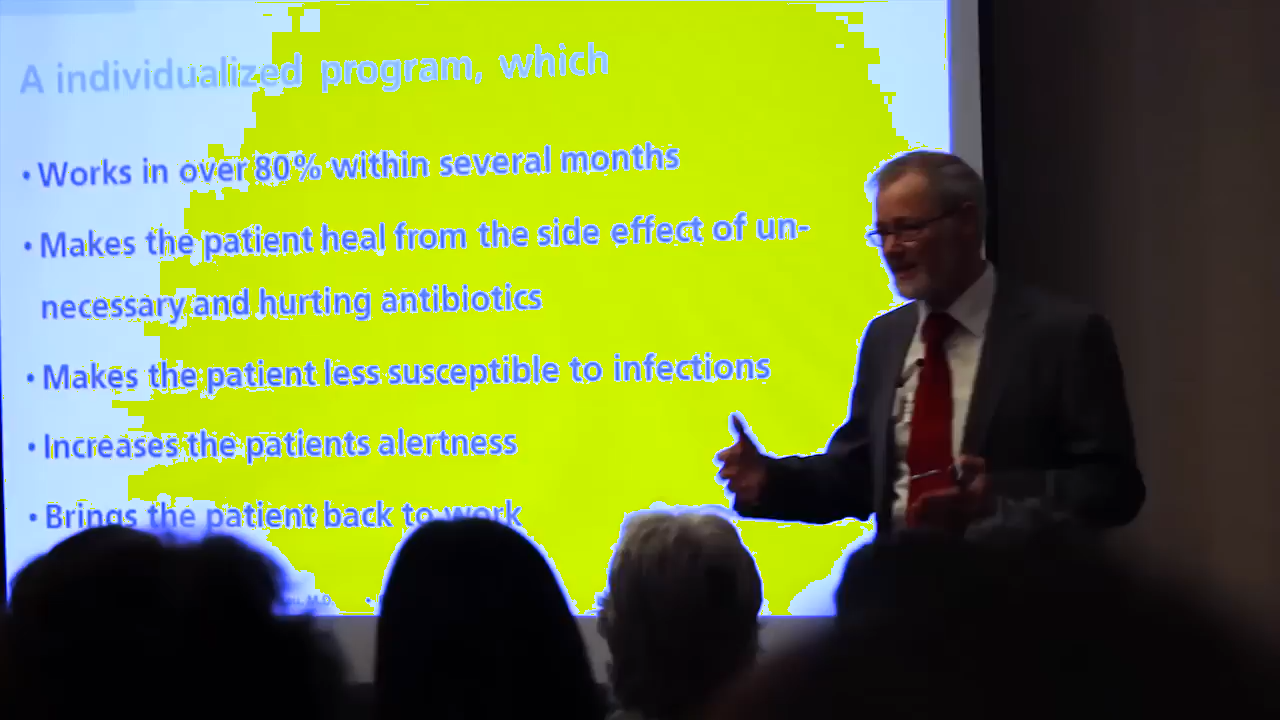 A individualized program, which
• Works in over 80% within several months
• Makes the patient heal from the side effect of un-
necessary and hurting antibiotics
• Makes the patient less susceptible to infections
• Increases the patients alertness
• Brings the patient back to work
M.D.